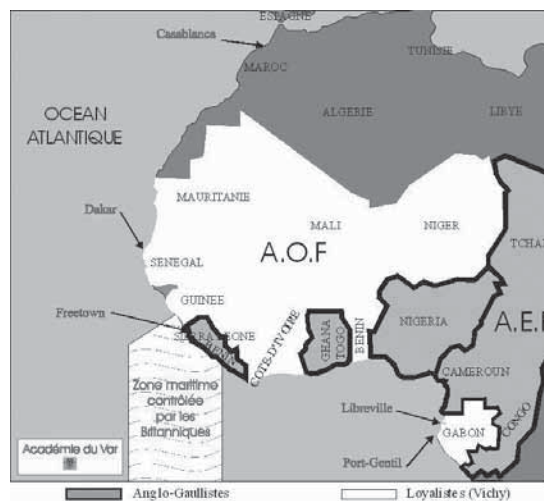 ESPAGNE
Casablanca
MAROC
TUNISIE
OCEAN
ATLANTIQUE
ALGERIE
LIBYE
MAURITANIE
Dakar
MALI
NIGER
TCHAD
A.O.F
SENEGAL
GUINEE
Freetown
SIERRA LEONE
COTE-D'IVOIRE
GHANA
TOGO
BENIN
NIGERIA
A.E.F
CAMEROUN
Zone maritime
contrôlée
par les
Britanniques
Libreville
GABON
CONGO
Port-Gentil
Académie du Var
Anglo-Gaullistes
Loyalistes (Vichy)